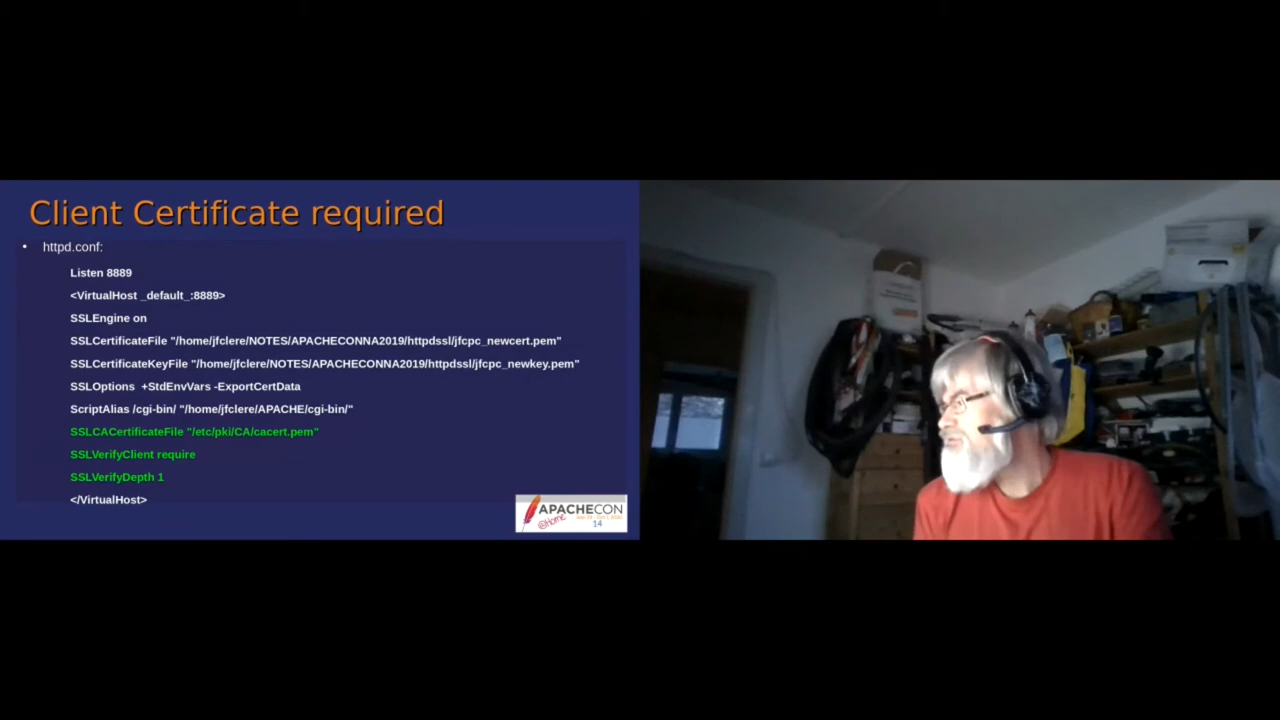 Client Certificate required
• httpd.conf:
Listen 8889
<VirtualHost _default_:8889>
SSLEngine on
SSLCertificateFile "/home/jfclere/NOTES/APACHECONNA2019/httpdssl/jfcpc_newcert.pem"
SSLCertificateKeyFile "/home/jfclere/NOTES/APACHECONNA2019/httpdssl/jfcpc_newkey.pem"
SSLOptions +StdEnvVars -ExportCertData
ScriptAlias /cgi-bin/ "/home/jfclere/APACHE/cgi-bin/"
SSLCACertificateFile "/etc/pki/CA/cacert.pem"
SSLVerifyClient require
SSLVerifyDepth 1
</VirtualHost>
APACHECON
@Home
14